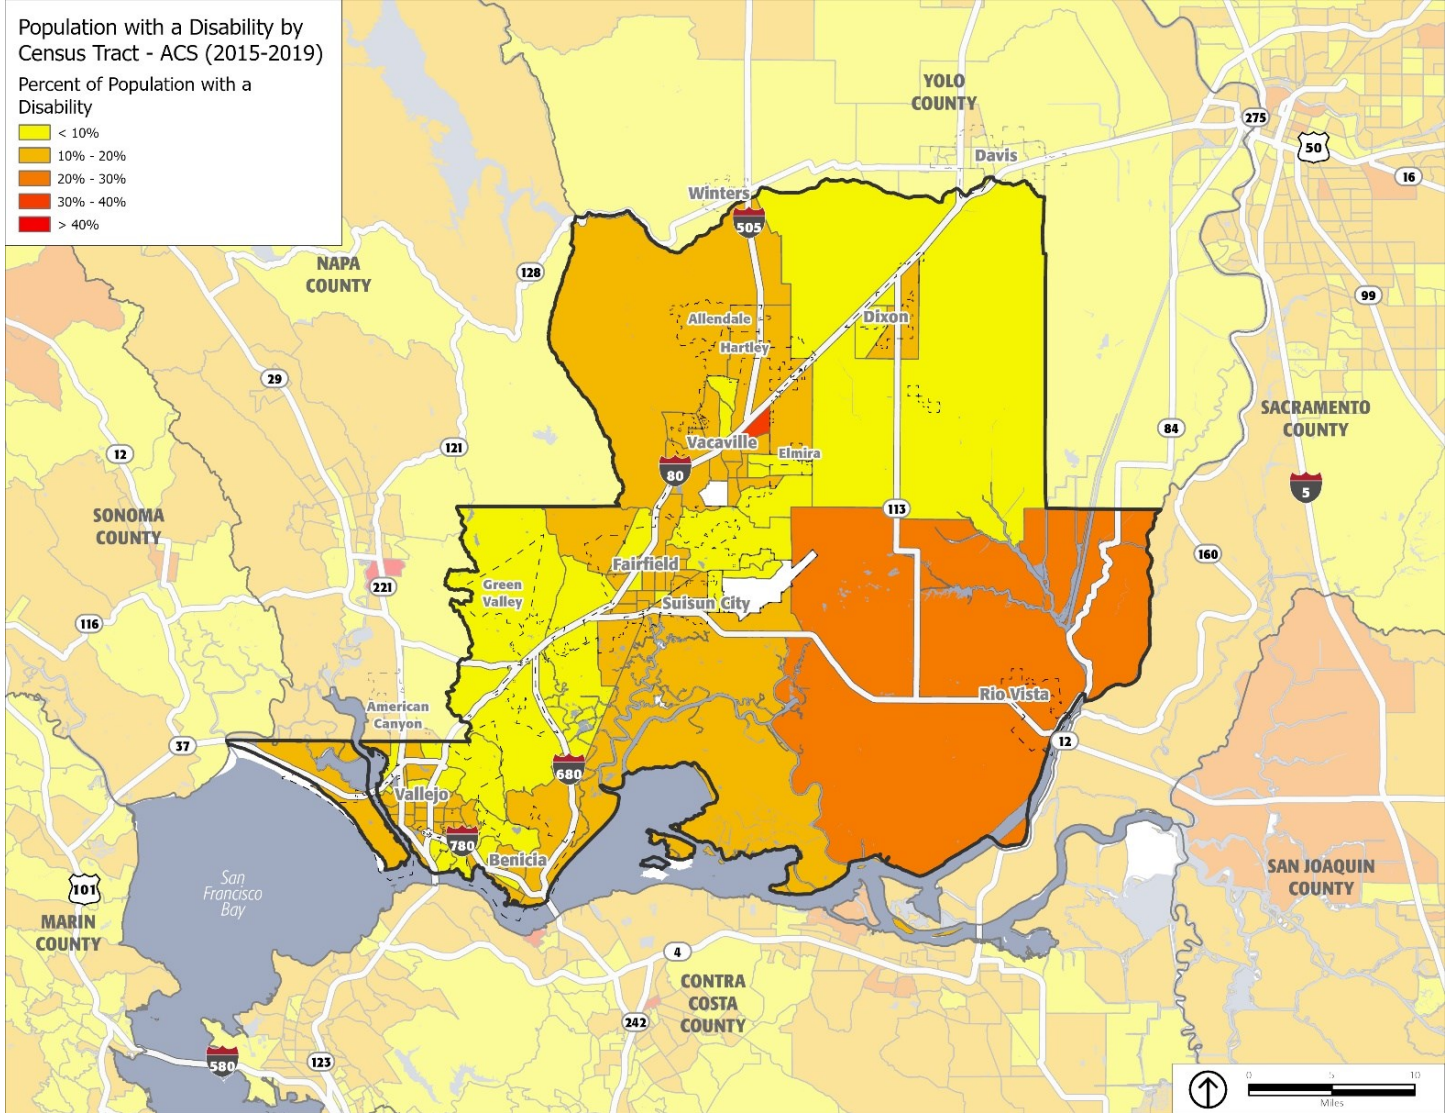 Population with a Disability by
Census Tract - ACS (2015-2019)
Percent of Population with a
Disability
< 10%
10% - 20%
20% - 30%
30% - 40%
> 40%
YOLO
COUNTY
275
50
Davis
16
Winters
505
NAPA
COUNTY
128
99
Allendale
Dixon
Hartley
29
SACRAMENTO
COUNTY
84
12
121
Vacaville
Elmira
80
5
113
SONOMA
COUNTY
160
Fairfield
221
Green
Valley
Suisun City
116
Rio Vista
American
Canyon
37
12
680
Vallejo
780
Benicia
San
Francisco
Bay
101
SAN JOAQUIN
COUNTY
MARIN
COUNTY
4
CONTRA
COSTA
COUNTY
242
580
123
0 5 10
Miles